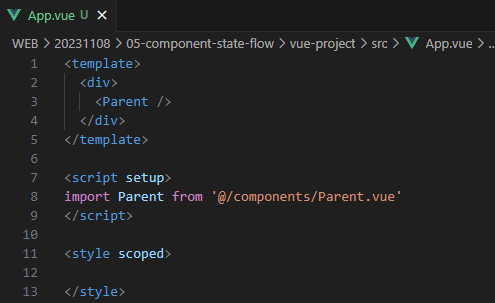 App.vue U ×
WEB > 20231108 > 05-component-state-flow > vue-project > src > App.vue > ...
1 <template>
2   <div>
3     <Parent />
4   </div>
5 </template>
6
7 <script setup>
8 import Parent from '@/components/Parent.vue'
9 </script>
10
11 <style scoped>
12
13 </style>